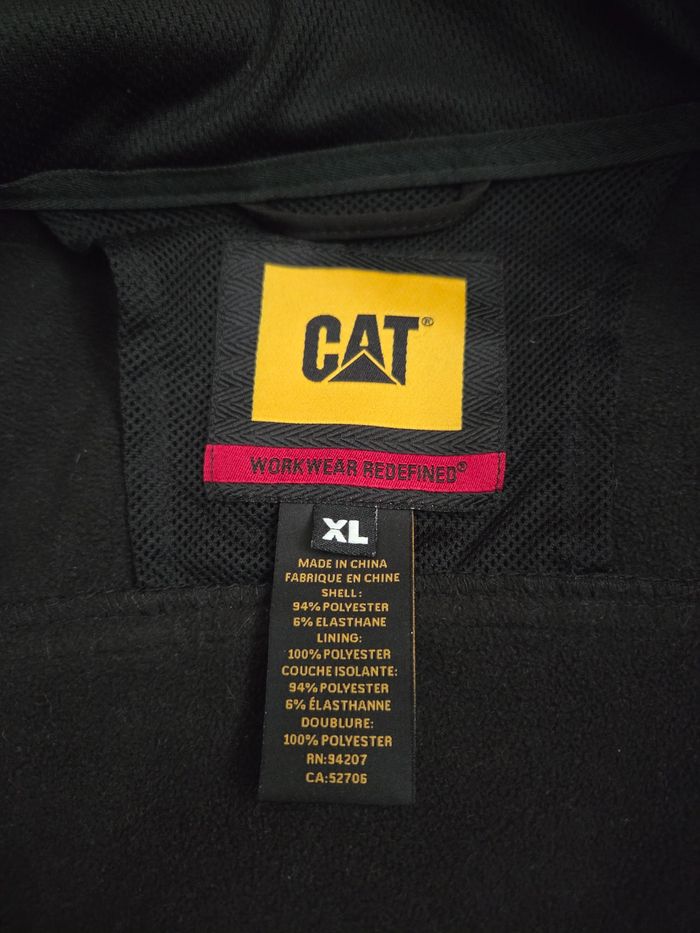 CAT®
WORKWEAR REDEFINED®
XL
MADE IN CHINA
FABRIQUE EN CHINE
SHELL:
94% POLYESTER
6% ELASTHANE
LINING:
100% POLYESTER
COUCHE ISOLANTE:
94% POLYESTER
6% ÉLASTHANNE
DOUBLURE:
100% POLYESTER
RN:94207
CA:52706